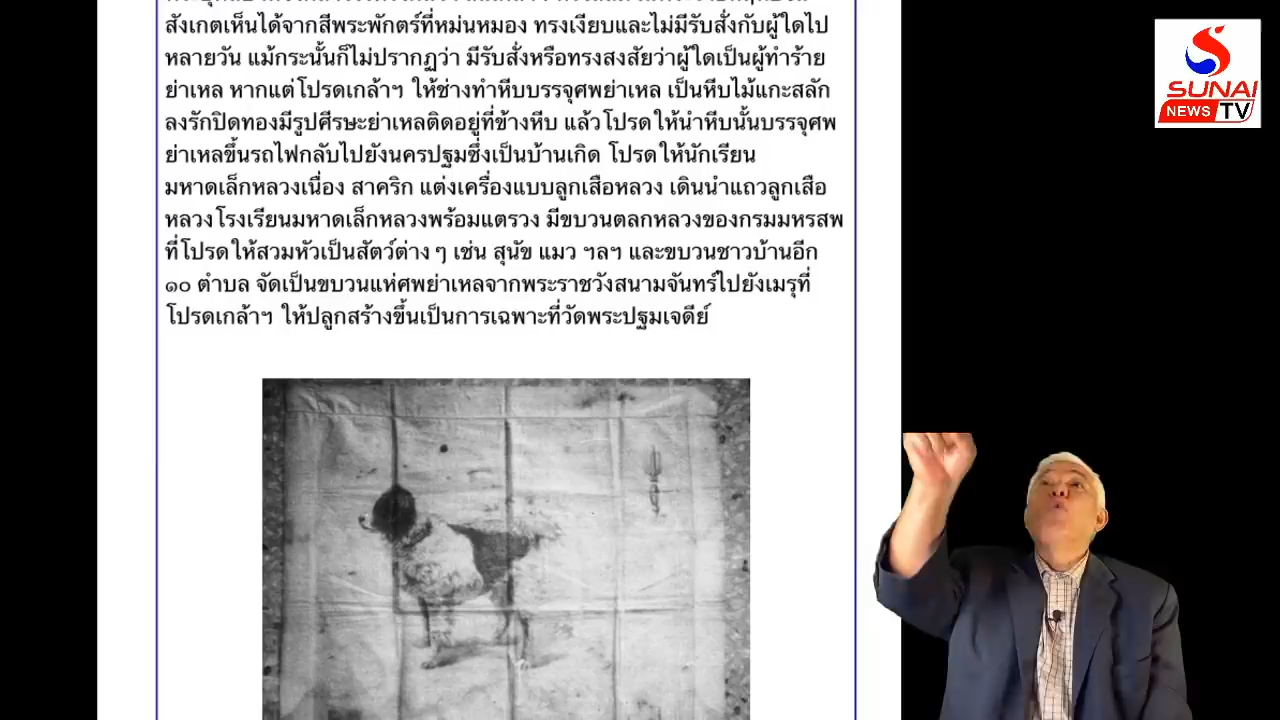 สังเกตเห็นได้จากสีพระพักตร์ที่หม่นหมอง ทรงเงียบและไม่มีรับสั่งกับผู้ใดไป
หลายวัน แม้กระนั้นก็ไม่ปรากฏว่า มีรับสั่งหรือทรงสงสัยว่าผู้ใดเป็นผู้ทำร้าย
ย่าเหล หากแต่โปรดเกล้าฯ ให้ช่างทำหีบบรรจุศพย่าเหล เป็นหีบไม้แกะสลัก
ลงรักปิดทองมีรูปศีรษะย่าเหลติดอยู่ที่ข้างหีบ แล้วโปรดให้นำหีบนั้นบรรจุศพ
ย่าเหลขึ้นรถไฟกลับไปยังนครปฐมซึ่งเป็นบ้านเกิด โปรดให้นักเรียน
มหาดเล็กหลวงเนื่อง สาคริก แต่งเครื่องแบบลูกเสือหลวง เดินนำแถวลูกเสือ
หลวงโรงเรียนมหาดเล็กหลวงพร้อมแตรวง มีขบวนตลกหลวงของกรมมหรสพ
ที่โปรดให้สวมหัวเป็นสัตว์ต่าง ๆ เช่น สุนัข แมว ฯลฯ และขบวนชาวบ้านอีก
๑๐ ตำบล จัดเป็นขบวนแห่ศพย่าเหลจากพระราชวังสนามจันทร์ไปยังเมรุที่
โปรดเกล้าฯ ให้ปลูกสร้างขึ้นเป็นการเฉพาะที่วัดพระปฐมเจดีย์
SUNAI
NEWS TV